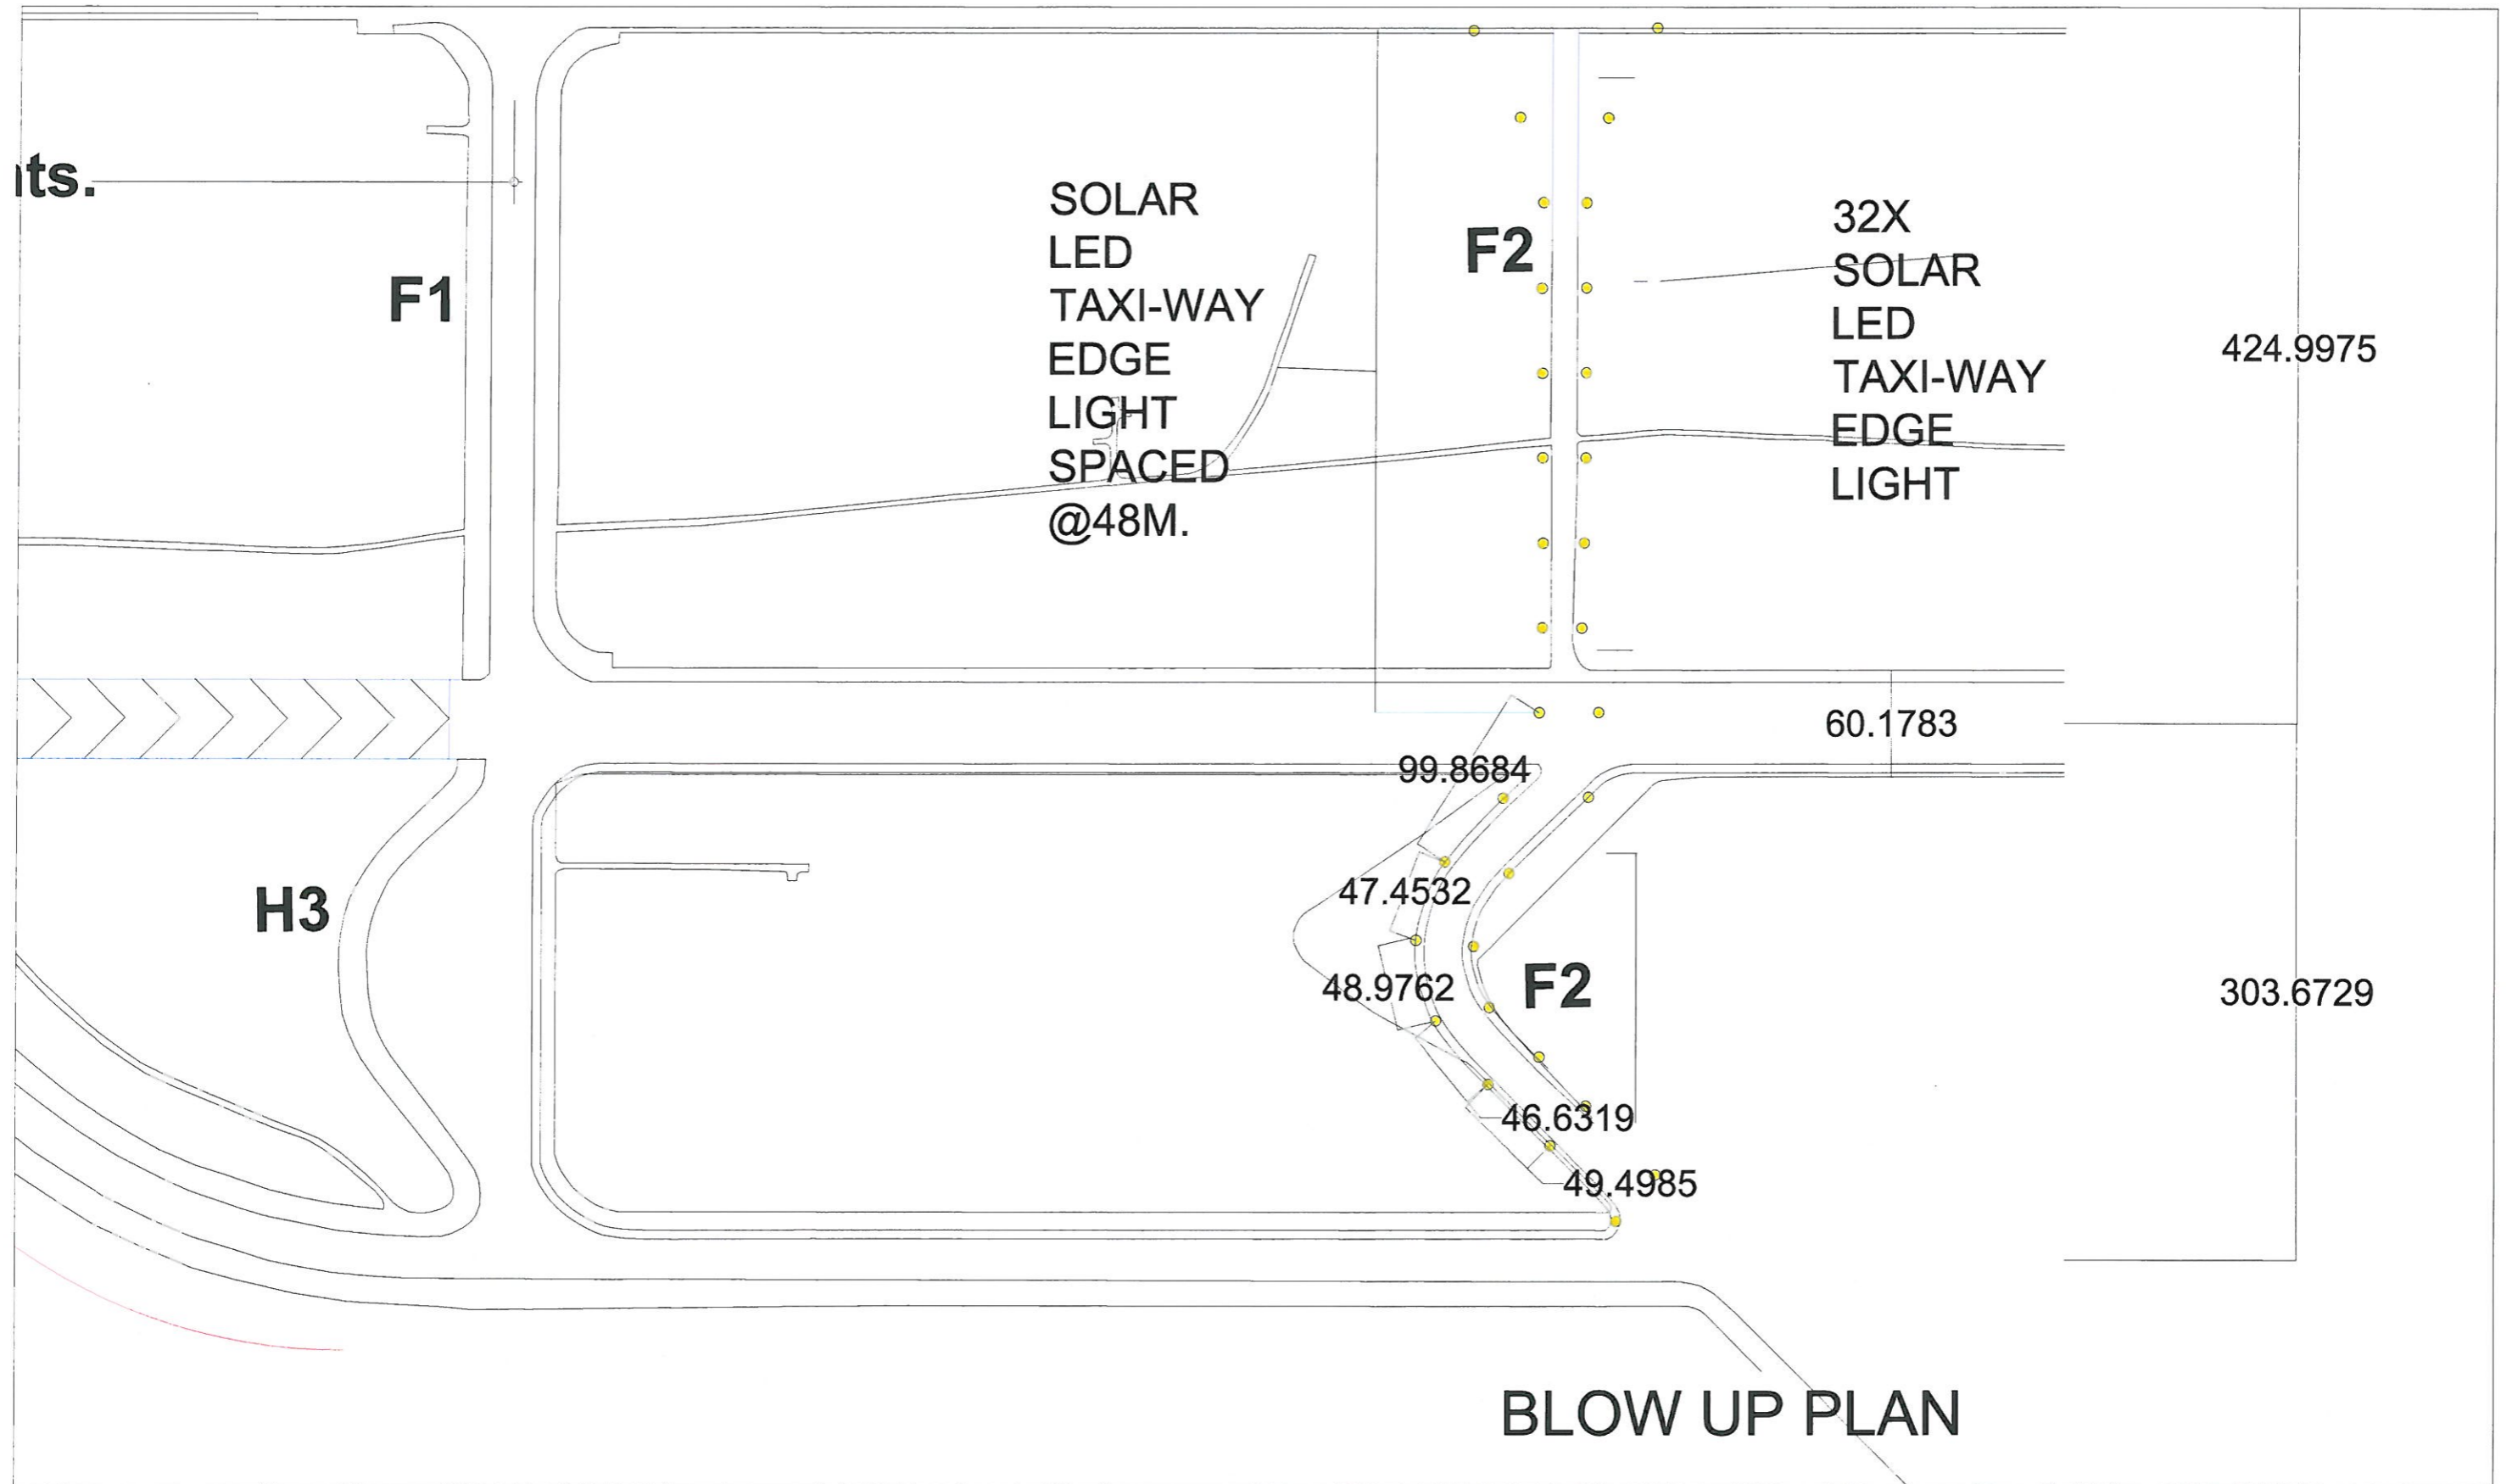 ts.
F1
SOLAR
LED
TAXI-WAY
EDGE
LIGHT
SPACED
@48M.
F2
32X
SOLAR
LED
TAXI-WAY
EDGE
LIGHT
424.9975
60.1783
99.8684
47.4532
H3
48.9762
F2
303.6729
46.6319
49.4985
BLOW UP PLAN